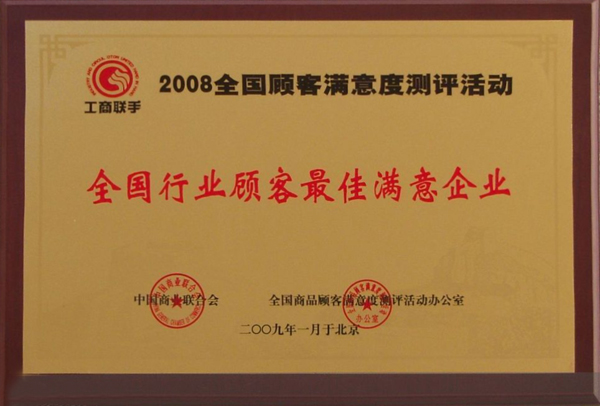 2008全国顾客满意度测评活动
工商联手
全国行业顾客最佳满意企业
中国商业联合会 全国商品顾客满意度测评活动办公室
二〇〇九年一月于北京